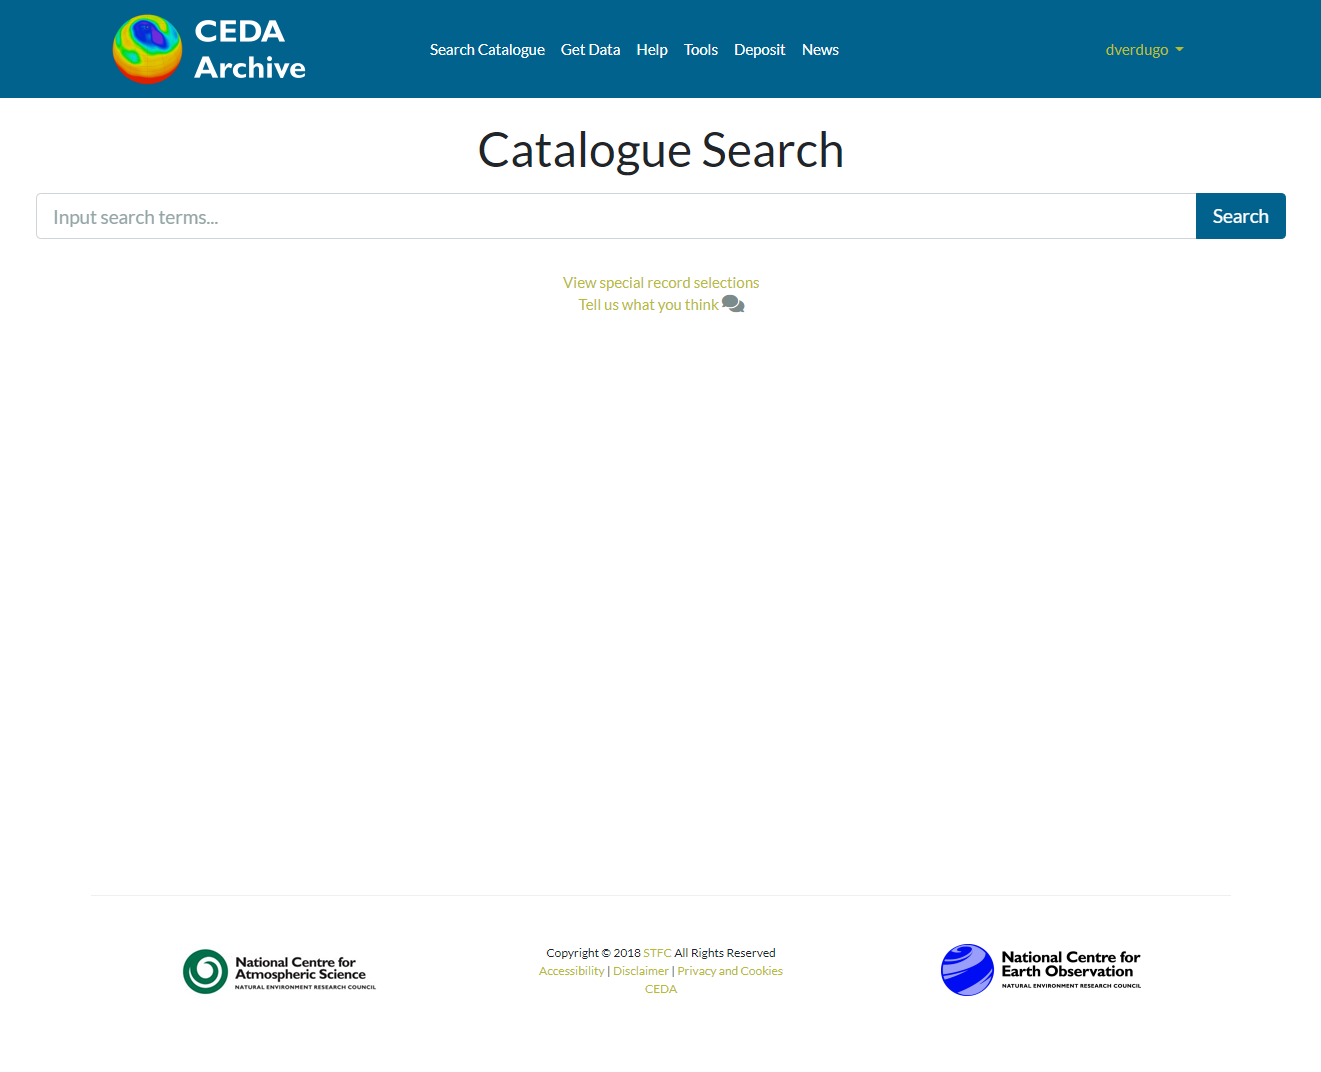 CEDA
Archive
Search Catalogue Get Data Help Tools Deposit News
dverdugo
Catalogue Search
Input search terms...
Search
View special record selections
Tell us what you think
National Centre for
Atmospheric Science
NATURAL ENVIRONMENT RESEARCH COUNCIL
Copyright © 2018 STFC All Rights Reserved
Accessibility | Disclaimer | Privacy and Cookies
CEDA
National Centre for
Earth Observation
NATURAL ENVIRONMENT RESEARCH COUNCIL